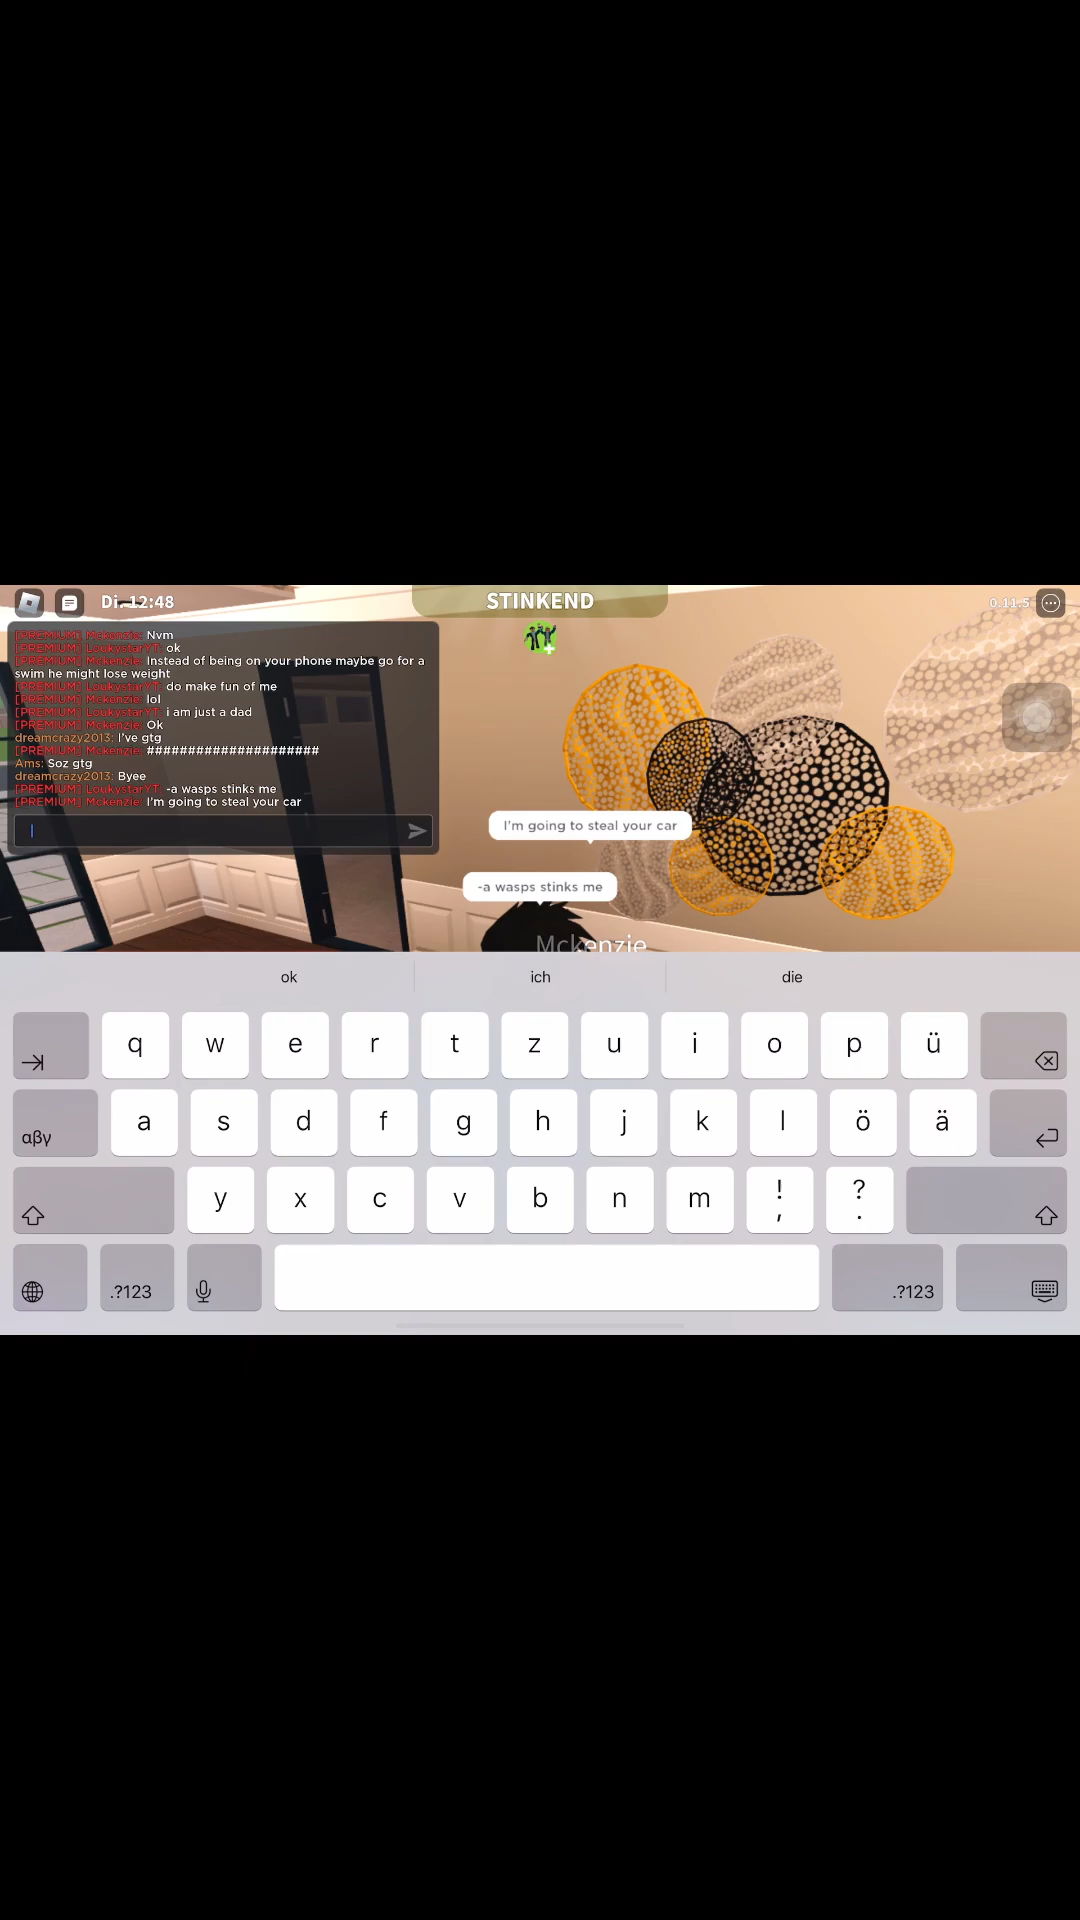 Di. 12:48
STINKEND
0.11.5
[PREMIUM] Mckenzie: Nvm
[PREMIUM] LoukystarYT: ok
[PREMIUM] Mckenzie: Instead of being on your phone maybe go for a
swim he might lose weight
[PREMIUM] LoukystarYT: do make fun of me
[PREMIUM] Mckenzie: lol
[PREMIUM] LoukystarYT: i am just a dad
[PREMIUM] Mckenzie: Ok
dreamcrazy2013: I've gtg
[PREMIUM] Mckenzie: #####################
Ams: Soz gtg
dreamcrazy2013: Byee
[PREMIUM] LoukystarYT: -a wasps stinks me
[PREMIUM] Mckenzie: I'm going to steal your car
I'm going to steal your car
-a wasps stinks me
Mckenzie
ok ich die
q w e r t z u i o p ü
αβγ a s d f g h j k l ö ä
y x c v b n m ! , ? .
.?123 .?123